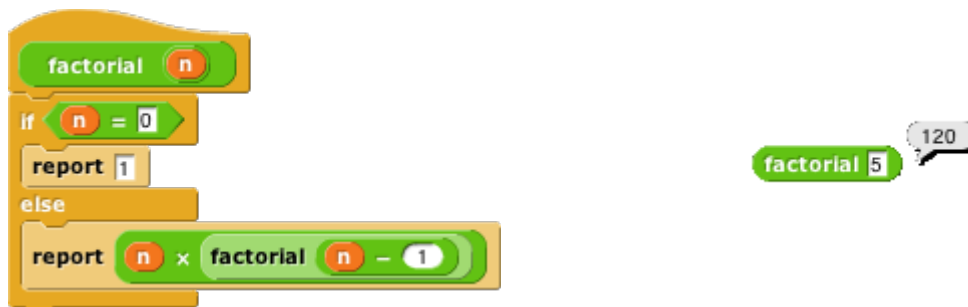 factorial n
if n = 0
report 1
else
report n × factorial n - 1
factorial 5
120